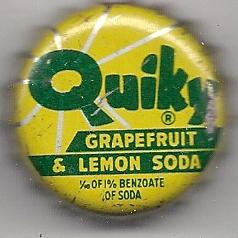 Quiky
®
GRAPEFRUIT
& LEMON SODA
1/10 OF 1% BENZOATE
OF SODA